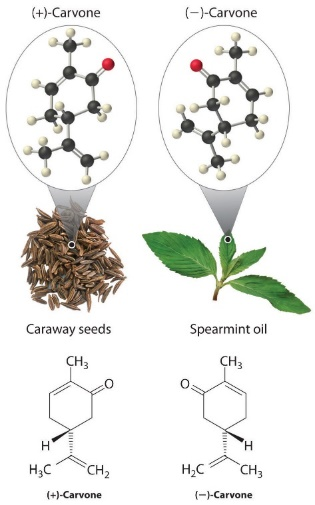 (+)-Carvone
(−)-Carvone
Caraway seeds
Spearmint oil
CH₃
O
H
H₃C
CH₂
(+)-Carvone
CH₃
O
H
H₂C
CH₃
(−)-Carvone